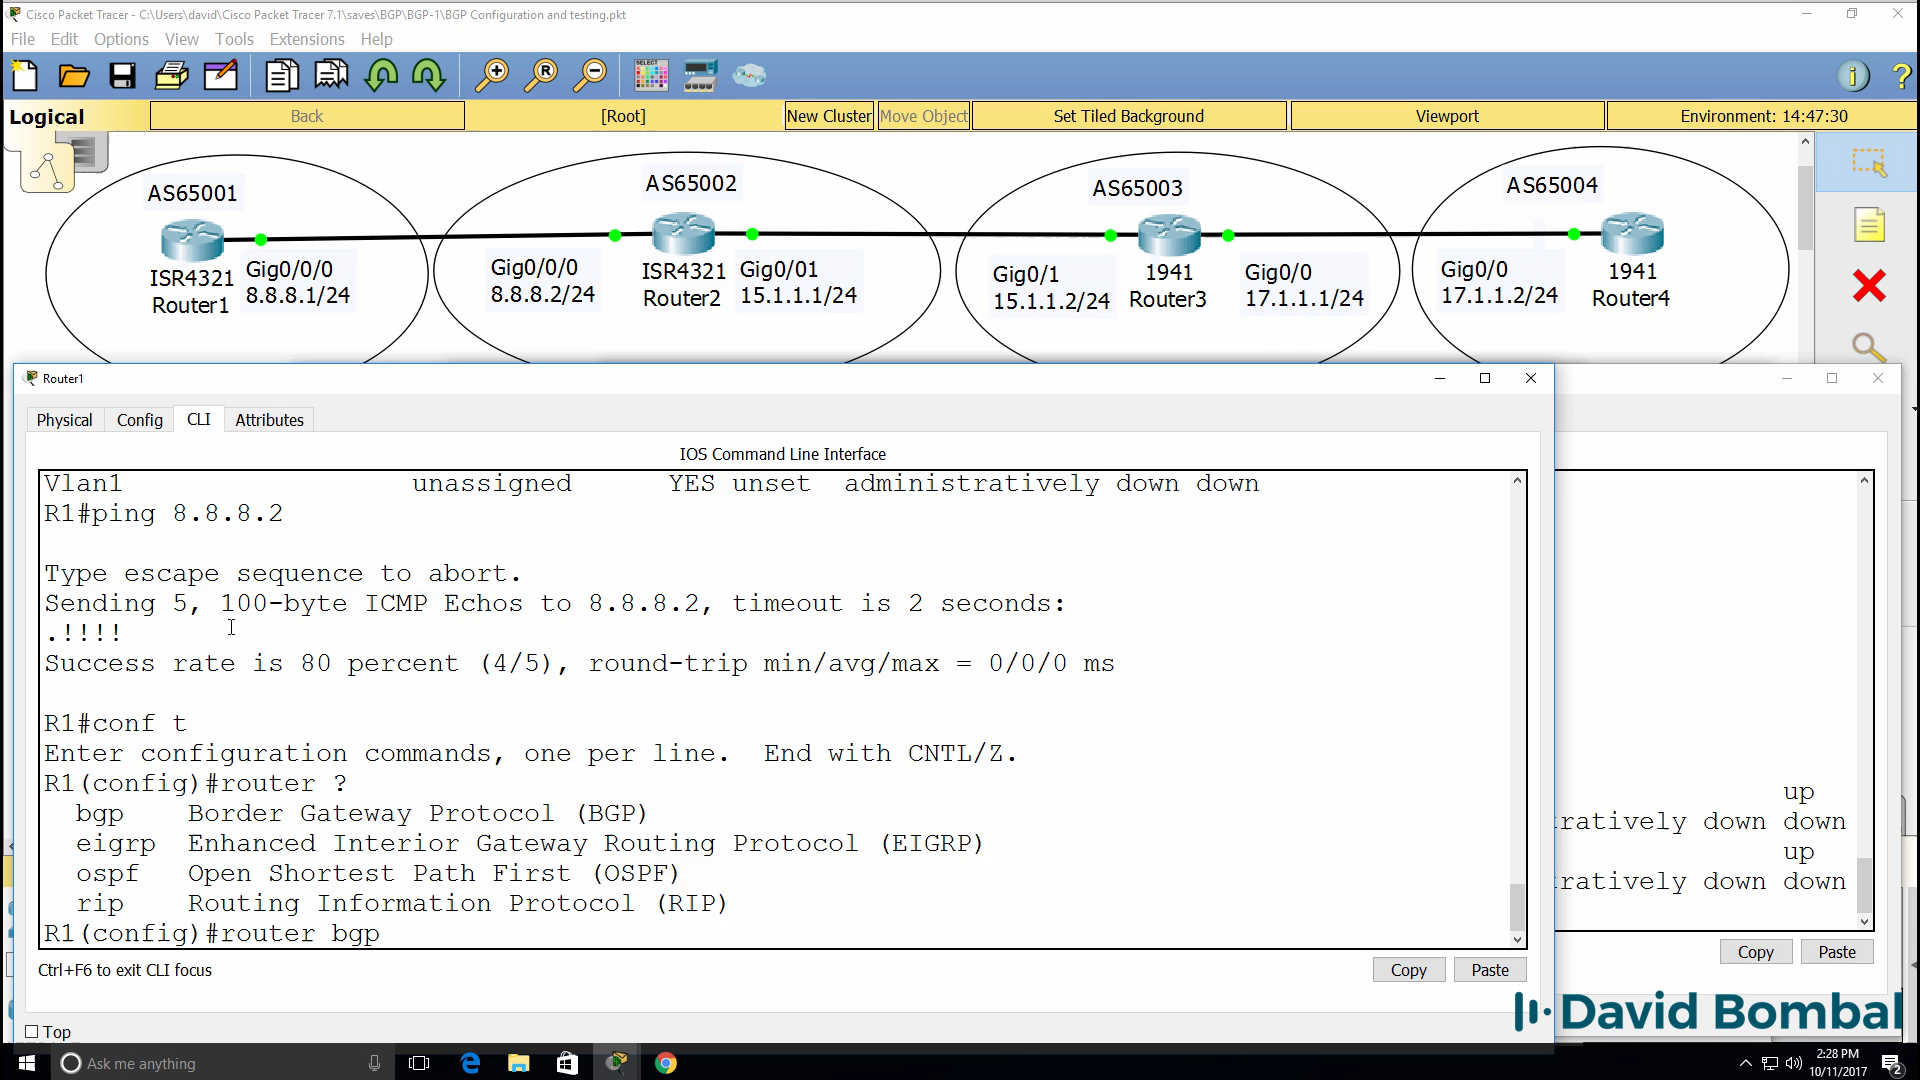 Cisco Packet Tracer - C:\Users\david\Cisco Packet Tracer 7.1\saves\BGP\BGP-1\BGP Configuration and testing.pkt
File Edit Options View Tools Extensions Help
Logical
Back
[Root]
New Cluster
Move Object
Set Tiled Background
Viewport
Environment: 14:47:30
AS65001
ISR4321
Router1
Gig0/0/0
8.8.8.1/24
AS65002
Gig0/0/0
8.8.8.2/24
ISR4321
Router2
Gig0/01
15.1.1.1/24
AS65003
Gig0/1
15.1.1.2/24
1941
Router3
Gig0/0
17.1.1.1/24
AS65004
Gig0/0
17.1.1.2/24
1941
Router4
Router1
Physical Config CLI Attributes
IOS Command Line Interface
Vlan1 unassigned YES unset administratively down down
R1#ping 8.8.8.2
Type escape sequence to abort.
Sending 5, 100-byte ICMP Echos to 8.8.8.2, timeout is 2 seconds:
.!!!!
Success rate is 80 percent (4/5), round-trip min/avg/max = 0/0/0 ms
R1#conf t
Enter configuration commands, one per line. End with CNTL/Z.
R1(config)#router ?
bgp Border Gateway Protocol (BGP)
eigrp Enhanced Interior Gateway Routing Protocol (EIGRP)
ospf Open Shortest Path First (OSPF)
rip Routing Information Protocol (RIP)
R1(config)#router bgp
Ctrl+F6 to exit CLI focus
Copy
Paste
Top
up
ratively down down
up
ratively down down
Copy
Paste
David Bombal
Ask me anything
2:28 PM
10/11/2017
2